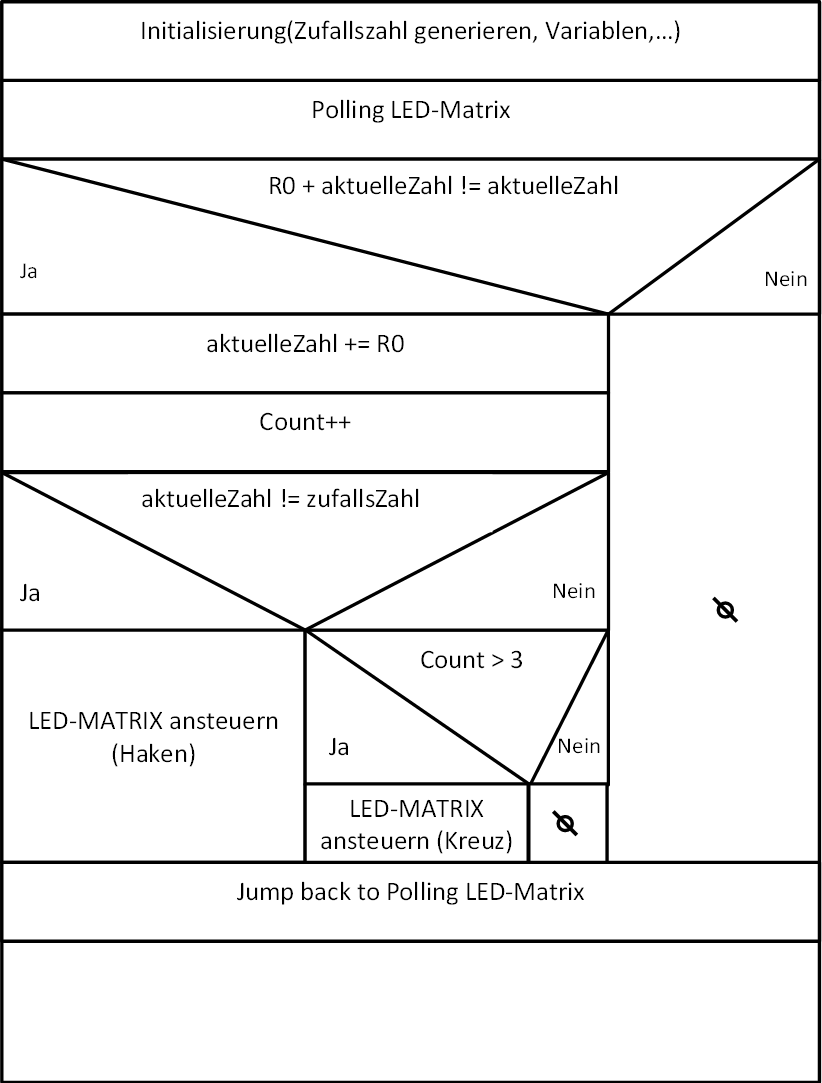 Initialisierung(Zufallszahl generieren, Variablen,...)
Polling LED-Matrix
R0 + aktuelleZahl != aktuelleZahl
Ja
Nein
aktuelleZahl += R0
Count++
aktuelleZahl != zufallsZahl
Ja
Nein
Count > 3
LED-MATRIX ansteuern
(Haken)
Ja
Nein
LED-MATRIX
ansteuern (Kreuz)
Jump back to Polling LED-Matrix